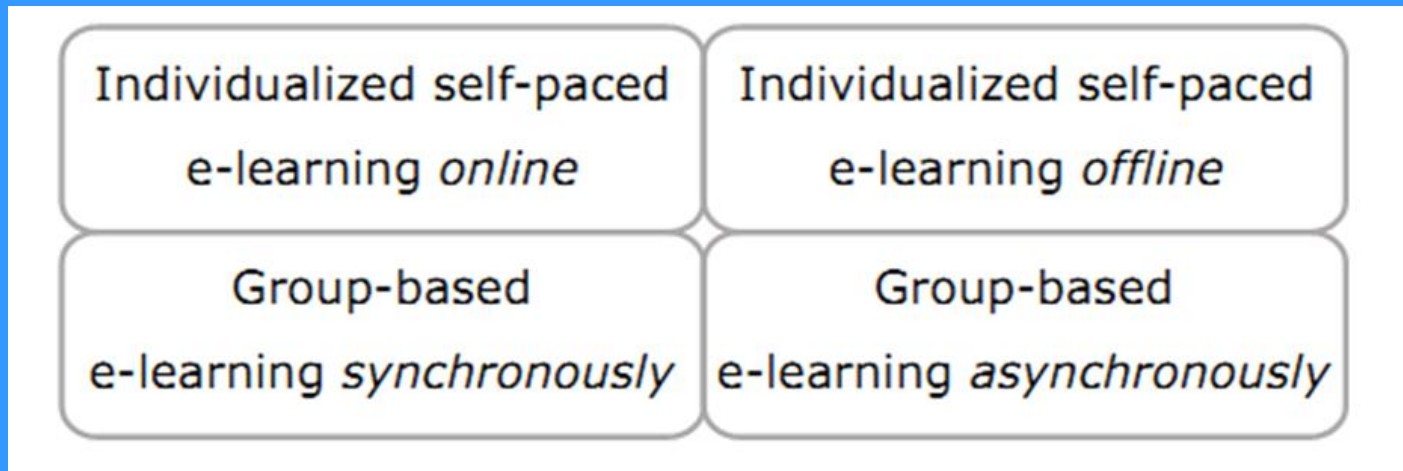 Individualized self-paced
e-learning online
Individualized self-paced
e-learning offline
Group-based
e-learning synchronously
Group-based
e-learning asynchronously